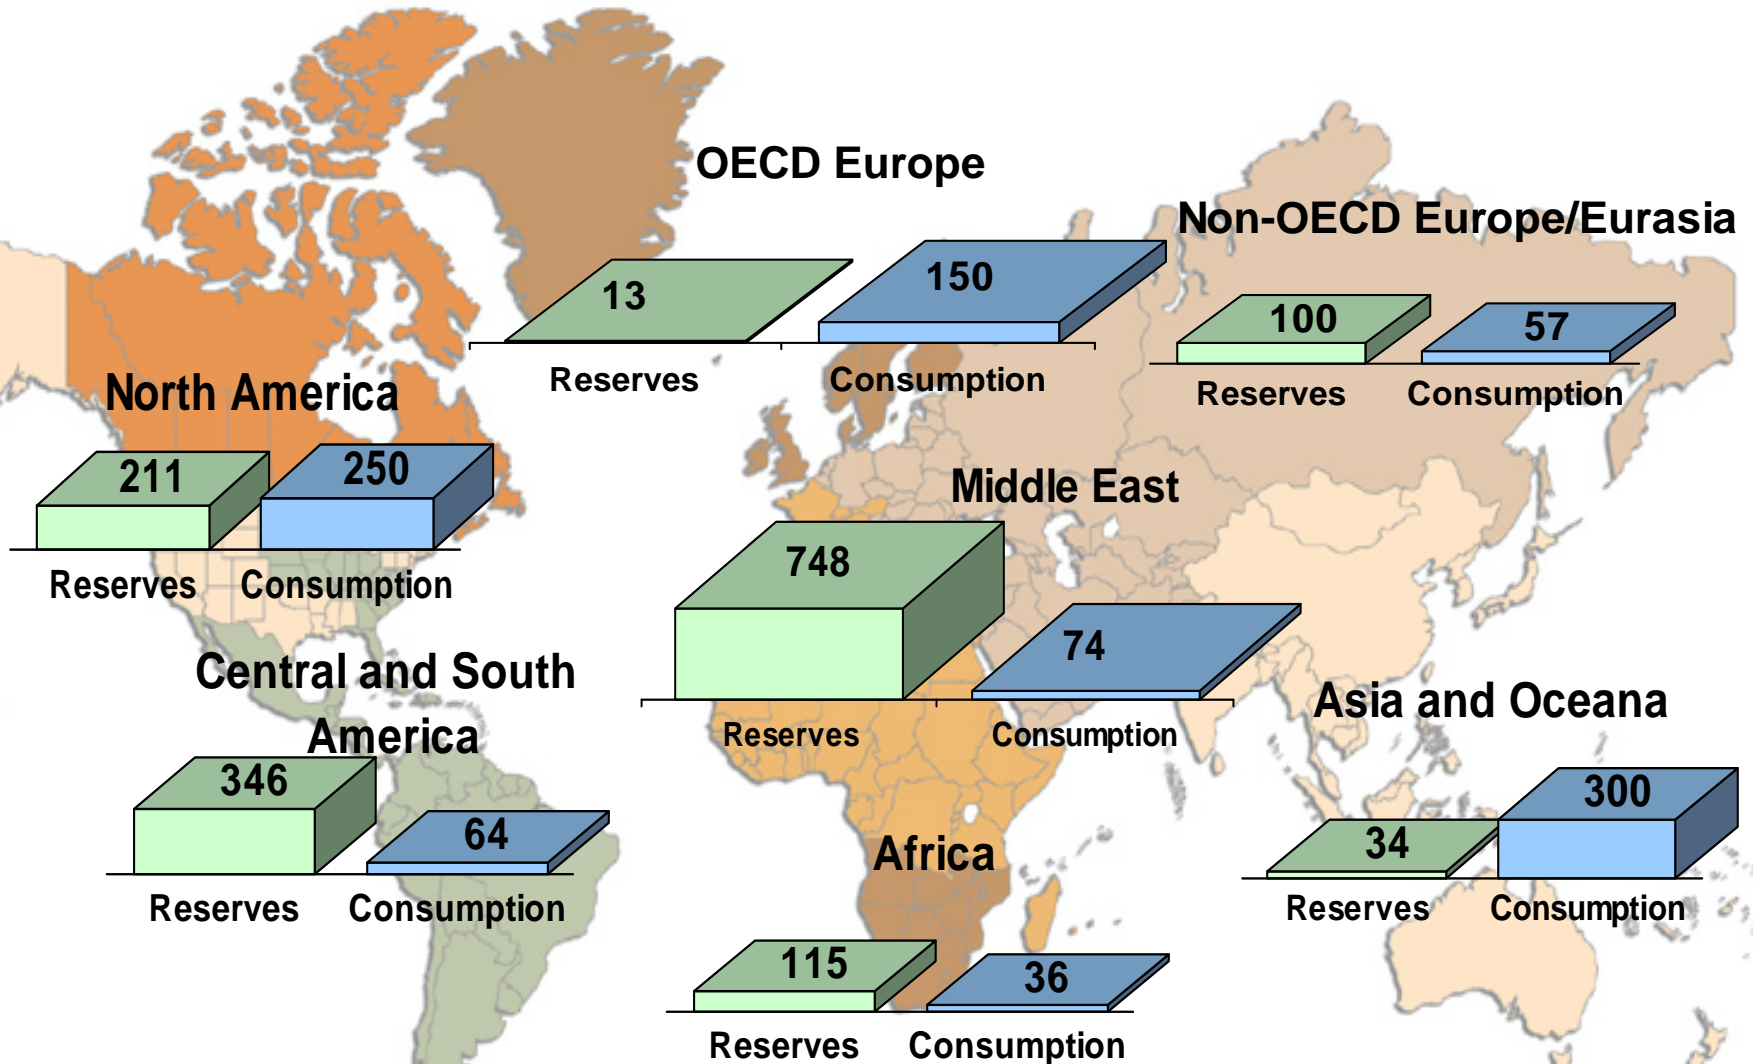 OECD Europe
13
150
Reserves
Consumption
Non-OECD Europe/Eurasia
100
57
Reserves
Consumption
North America
211
250
Reserves
Consumption
Middle East
748
74
Reserves
Consumption
Central and South
America
346
64
Reserves
Consumption
Asia and Oceana
34
300
Reserves
Consumption
Africa
115
36
Reserves
Consumption